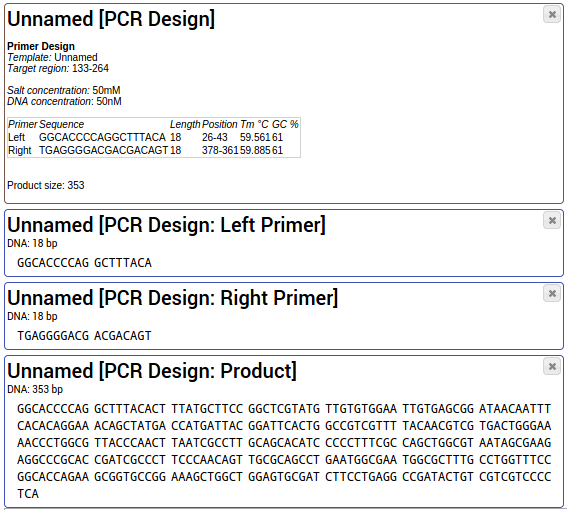 Unnamed [PCR Design]
Primer Design
Template: Unnamed
Target region: 133-264
Salt concentration: 50mM
DNA concentration: 50nM
Primer Sequence Length Position Tm °C GC %
Left GGCACCCCAGGCTTTACA 18 26-43 59.561 61
Right TGAGGGGACGACGACAGT 18 378-361 59.885 61
Product size: 353
Unnamed [PCR Design: Left Primer]
DNA: 18 bp
GGCACCCCAG GCTTTACA
Unnamed [PCR Design: Right Primer]
DNA: 18 bp
TGAGGGGACG ACGACAGT
Unnamed [PCR Design: Product]
DNA: 353 bp
GGCACCCCAG GCTTTACACT TTATGCTTCC GGCTCGTATG TTGTGTGGAA TTGTGAGCGG ATAACAATTT
CACACAGGAA ACAGCTATGA CCATGATTAC GGATTCACTG GCCGTCGTTT TACAACGTCG TGACTGGGAA
AACCCTGGCG TTACCCAACT TAATCGCCTT GCAGCACATC CCCCTTTCGC CAGCTGGCGT AATAGCGAAG
AGGCCCGCAC CGATCGCCCT TCCCAACAGT TGCGCAGCCT GAATGGCGAA TGGCGCTTTG CCTGGTTTCC
GGCACCAGAA GCGGTGCCGG AAAGCTGGCT GGAGTGCGAT CTTCCTGAGG CCGATACTGT CGTCGTCCCC
TCA